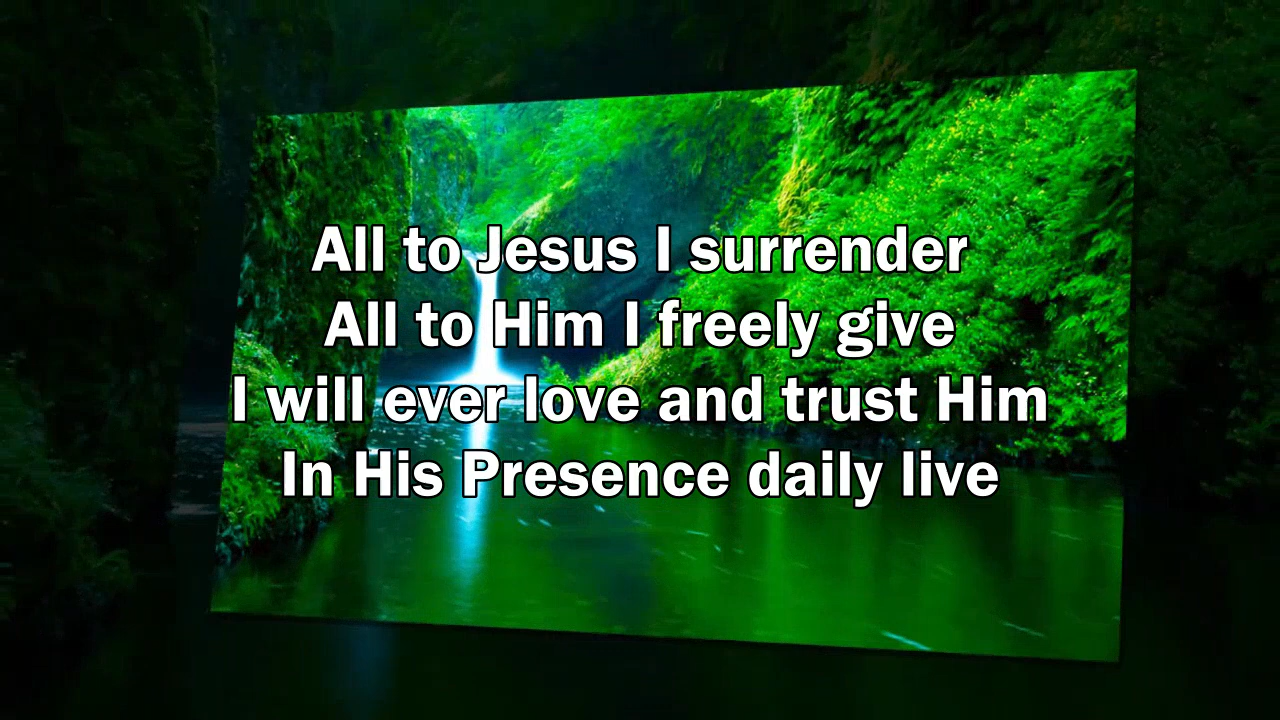 All to Jesus I surrender
All to Him I freely give
I will ever love and trust Him
In His Presence daily live